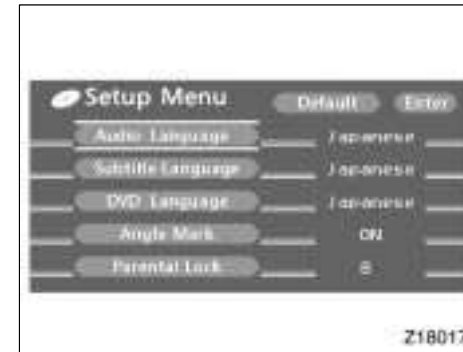 Setup Menu Default Enter
Audio Language Japanese
Subtitle Language Japanese
DVD Language Japanese
Angle Mark ON
Parental Lock 8
Z18017